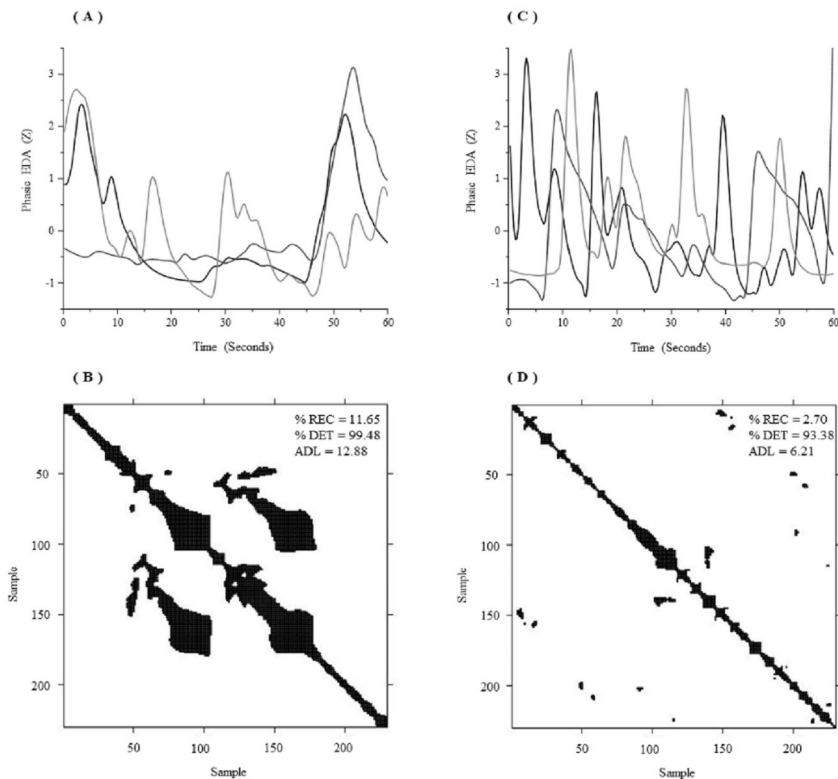 ( A )
3
2
1
0
-1
Phasic EDA (Z)
0 10 20 30 40 50 60
Time (Seconds)
( C )
3
2
1
0
-1
Phasic EDA (Z)
0 10 20 30 40 50 60
Time (Seconds)
( B )
% REC = 11.65
% DET = 99.48
ADL = 12.88
50
100
150
200
Sample
50 100 150 200
Sample
( D )
% REC = 2.70
% DET = 93.38
ADL = 6.21
50
100
150
200
Sample
50 100 150 200
Sample